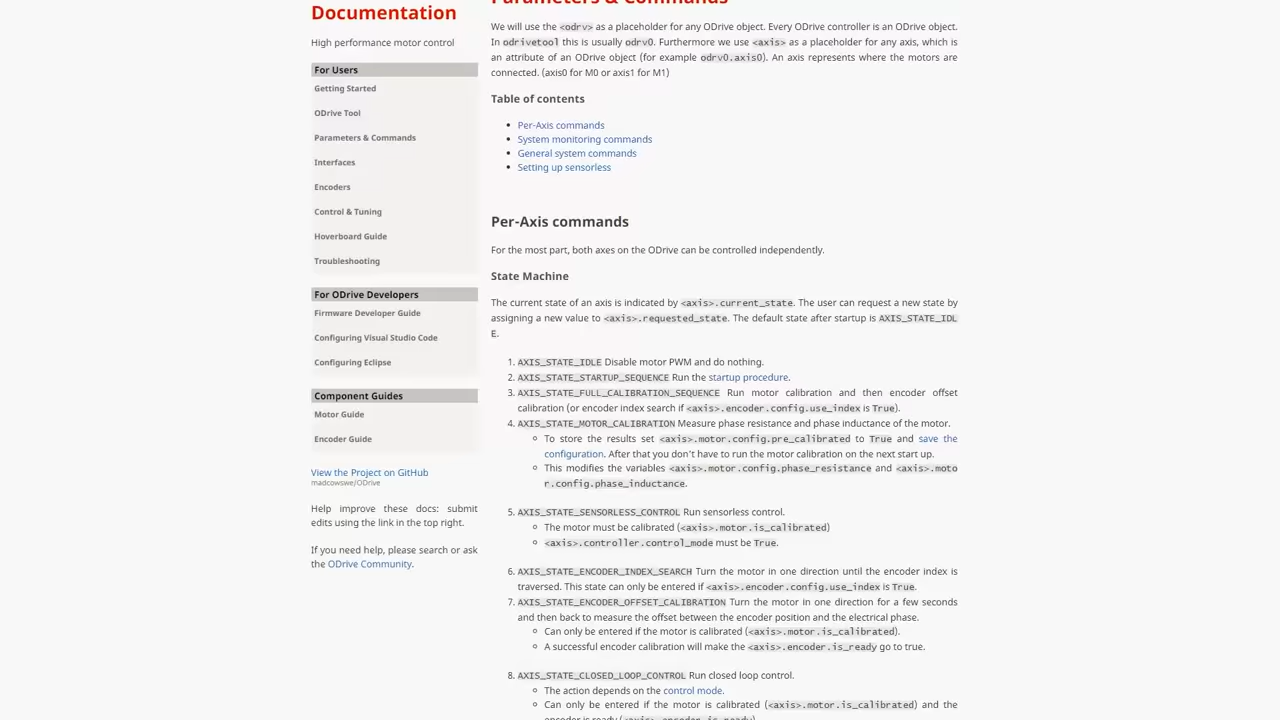 Documentation
High performance motor control
For Users
Getting Started
ODrive Tool
Parameters & Commands
Interfaces
Encoders
Control & Tuning
Hoverboard Guide
Troubleshooting
For ODrive Developers
Firmware Developer Guide
Configuring Visual Studio Code
Configuring Eclipse
Component Guides
Motor Guide
Encoder Guide
View the Project on GitHub
madcowswe/ODrive
Help improve these docs: submit
edits using the link in the top right.
If you need help, please search or ask
the ODrive Community.
Parameters & Commands
We will use the <odrv> as a placeholder for any ODrive object. Every ODrive controller is an ODrive object.
In odrivetool this is usually odrv0. Furthermore we use <axis> as a placeholder for any axis, which is
an attribute of an ODrive object (for example odrv0.axis0). An axis represents where the motors are
connected. (axis0 for M0 or axis1 for M1)
Table of contents
• Per-Axis commands
• System monitoring commands
• General system commands
• Setting up sensorless
Per-Axis commands
For the most part, both axes on the ODrive can be controlled independently.
State Machine
The current state of an axis is indicated by <axis>.current_state. The user can request a new state by
assigning a new value to <axis>.requested_state. The default state after startup is AXIS_STATE_IDL
E.
1. AXIS_STATE_IDLE Disable motor PWM and do nothing.
2. AXIS_STATE_STARTUP_SEQUENCE Run the startup procedure.
3. AXIS_STATE_FULL_CALIBRATION_SEQUENCE Run motor calibration and then encoder offset
calibration (or encoder index search if <axis>.encoder.config.use_index is True).
4. AXIS_STATE_MOTOR_CALIBRATION Measure phase resistance and phase inductance of the motor.
◦ To store the results set <axis>.motor.config.pre_calibrated to True and save the
configuration. After that you don't have to run the motor calibration on the next start up.
◦ This modifies the variables <axis>.motor.config.phase_resistance and <axis>.moto
r.config.phase_inductance.
5. AXIS_STATE_SENSORLESS_CONTROL Run sensorless control.
◦ The motor must be calibrated (<axis>.motor.is_calibrated)
◦ <axis>.controller.control_mode must be True.
6. AXIS_STATE_ENCODER_INDEX_SEARCH Turn the motor in one direction until the encoder index is
traversed. This state can only be entered if <axis>.encoder.config.use_index is True.
7. AXIS_STATE_ENCODER_OFFSET_CALIBRATION Turn the motor in one direction for a few seconds
and then back to measure the offset between the encoder position and the electrical phase.
◦ Can only be entered if the motor is calibrated (<axis>.motor.is_calibrated).
◦ A successful encoder calibration will make the <axis>.encoder.is_ready go to true.
8. AXIS_STATE_CLOSED_LOOP_CONTROL Run closed loop control.
◦ The action depends on the control mode.
◦ Can only be entered if the motor is calibrated (<axis>.motor.is_calibrated) and the
encoder is ready (<axis>.encoder.is_ready).